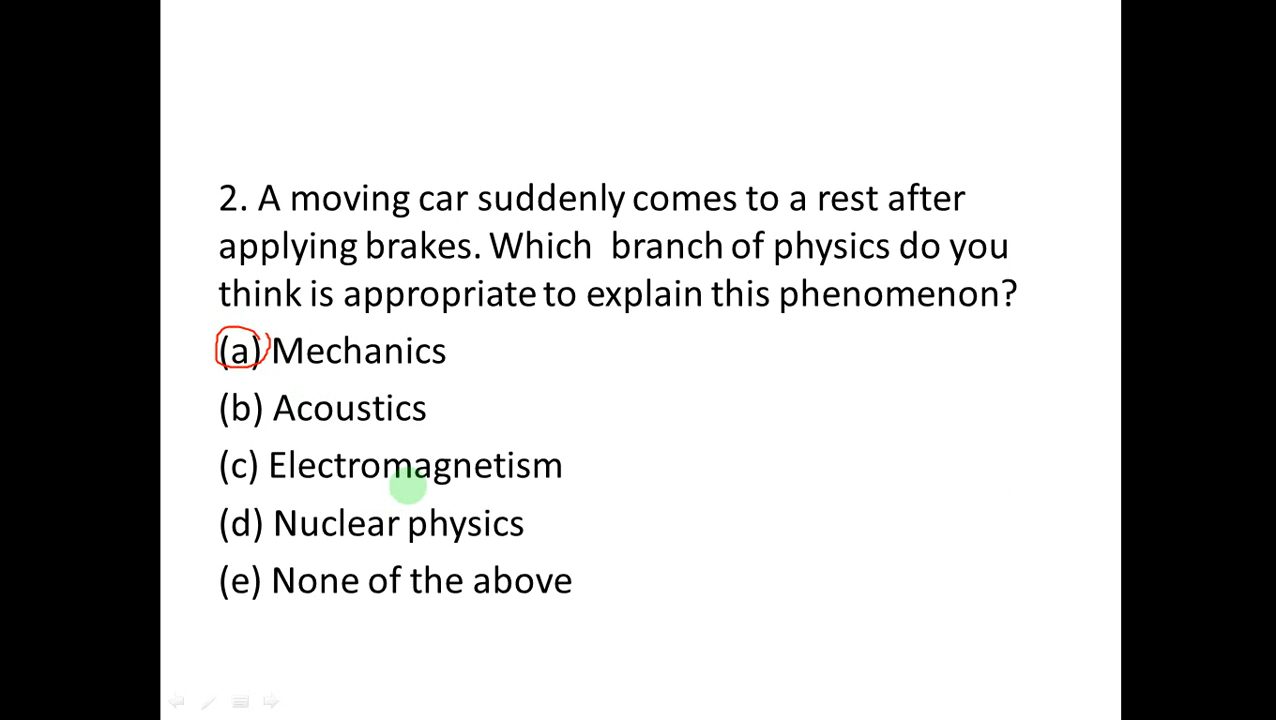 2. A moving car suddenly comes to a rest after
applying brakes. Which  branch of physics do you
think is appropriate to explain this phenomenon?
(a) Mechanics
(b) Acoustics
(c) Electromagnetism
(d) Nuclear physics
(e) None of the above